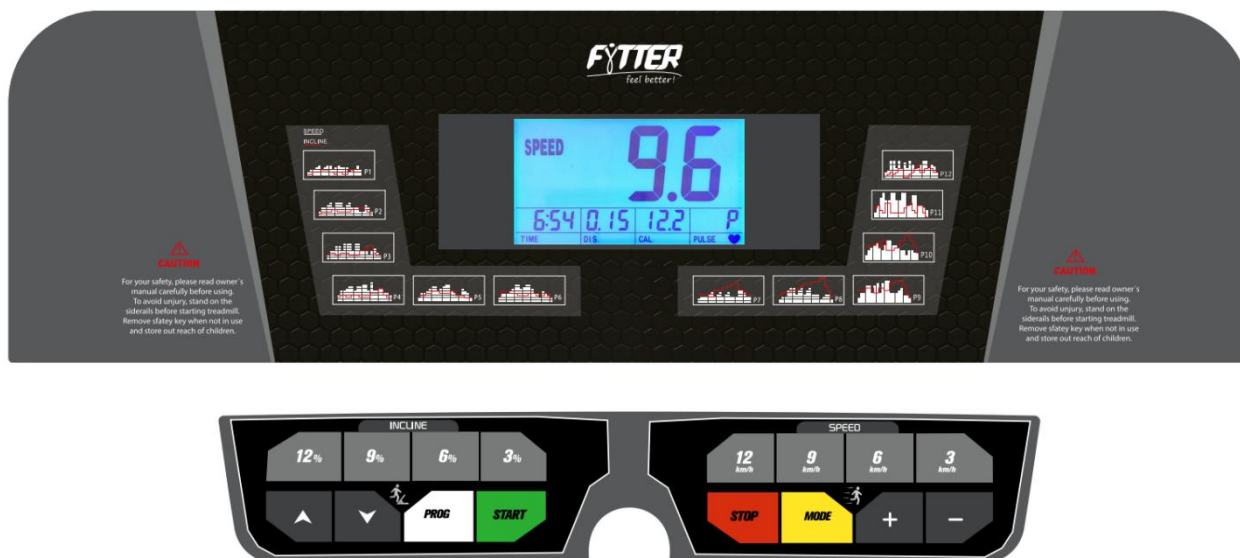 FYTTER
feel better!
SPEED
INCLINE
P1
P2
P3
P4
P5
P6
P7
P8
P9
P10
P11
P12
SPEED
9.6
6:54 0.15 12.2 P
TIME DIS. CAL. PULSE
CAUTION
For your safety, please read owner`s
manual carefully before using.
To avoid unjury, stand on the
siderails before starting treadmill.
Remove sfatey key when not in use
and store out reach of children.
CAUTION
For your safety, please read owner`s
manual carefully before using.
To avoid unjury, stand on the
siderails before starting treadmill.
Remove sfatey key when not in use
and store out reach of children.
INCLINE
12% 9% 6% 3%
PROG START
SPEED
12 km/h 9 km/h 6 km/h 3 km/h
STOP MODE + −